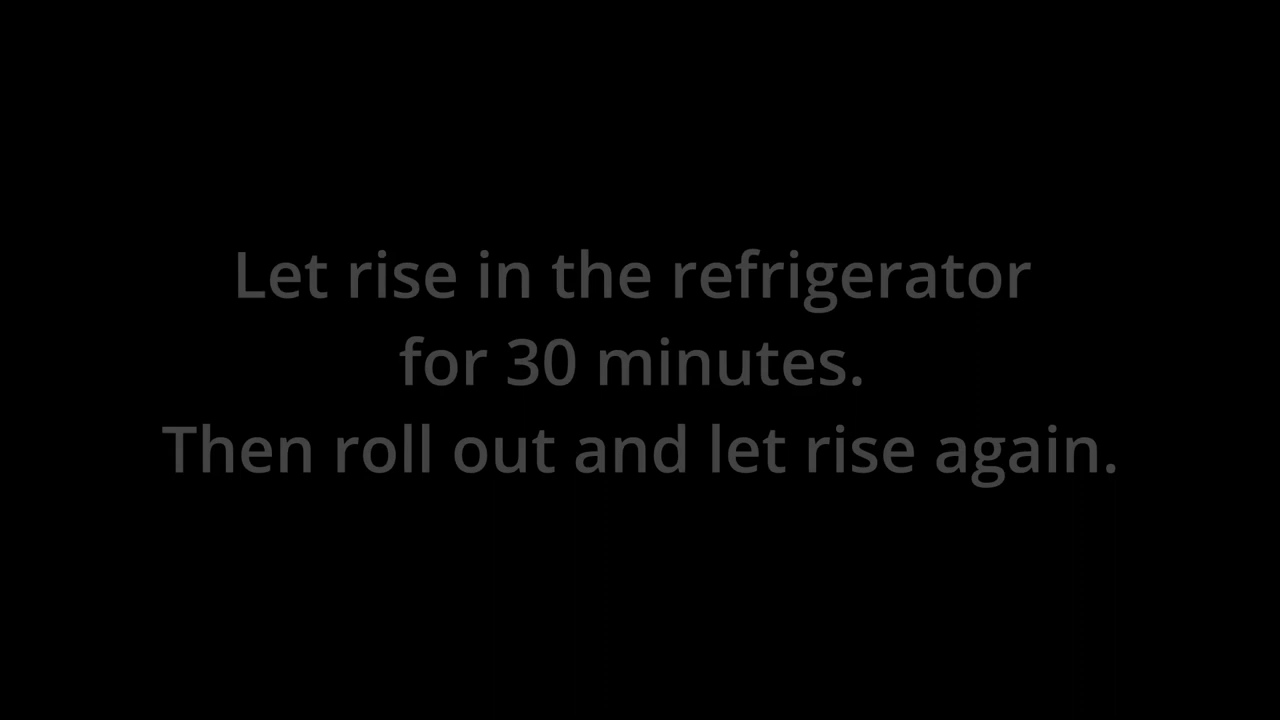 Let rise in the refrigerator
for 30 minutes.
Then roll out and let rise again.